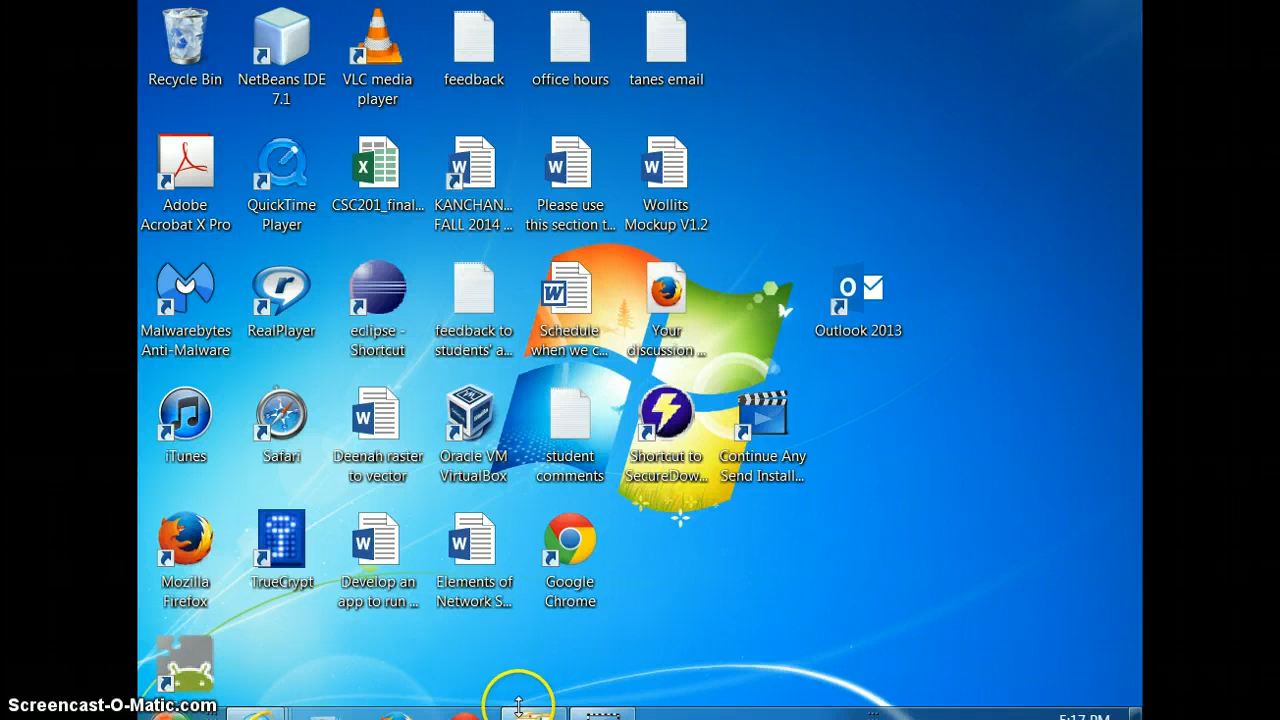 Recycle Bin
NetBeans IDE 7.1
VLC media player
feedback
office hours
tanes email
Adobe Acrobat X Pro
QuickTime Player
CSC201_final...
KANCHAN... FALL 2014 ...
Please use this section t...
Wollits Mockup V1.2
Malwarebytes Anti-Malware
RealPlayer
eclipse - Shortcut
feedback to students' a...
Schedule when we c...
Your discussion ...
Outlook 2013
iTunes
Safari
Deenah raster to vector
Oracle VM VirtualBox
student comments
Shortcut to SecureDow...
Continue Any Send Install...
Mozilla Firefox
TrueCrypt
Develop an app to run ...
Elements of Network S...
Google Chrome
Screencast-O-Matic.com
5:17 PM